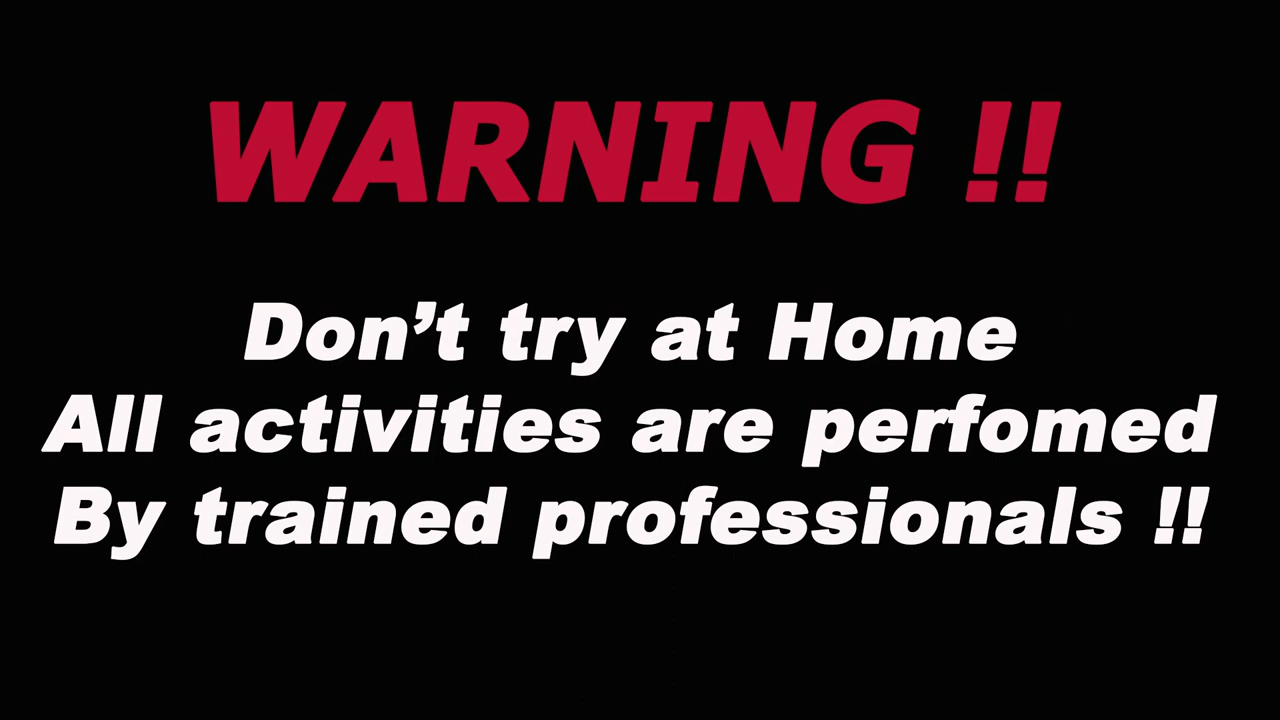 WARNING !!
Don’t try at Home
All activities are perfomed
By trained professionals !!